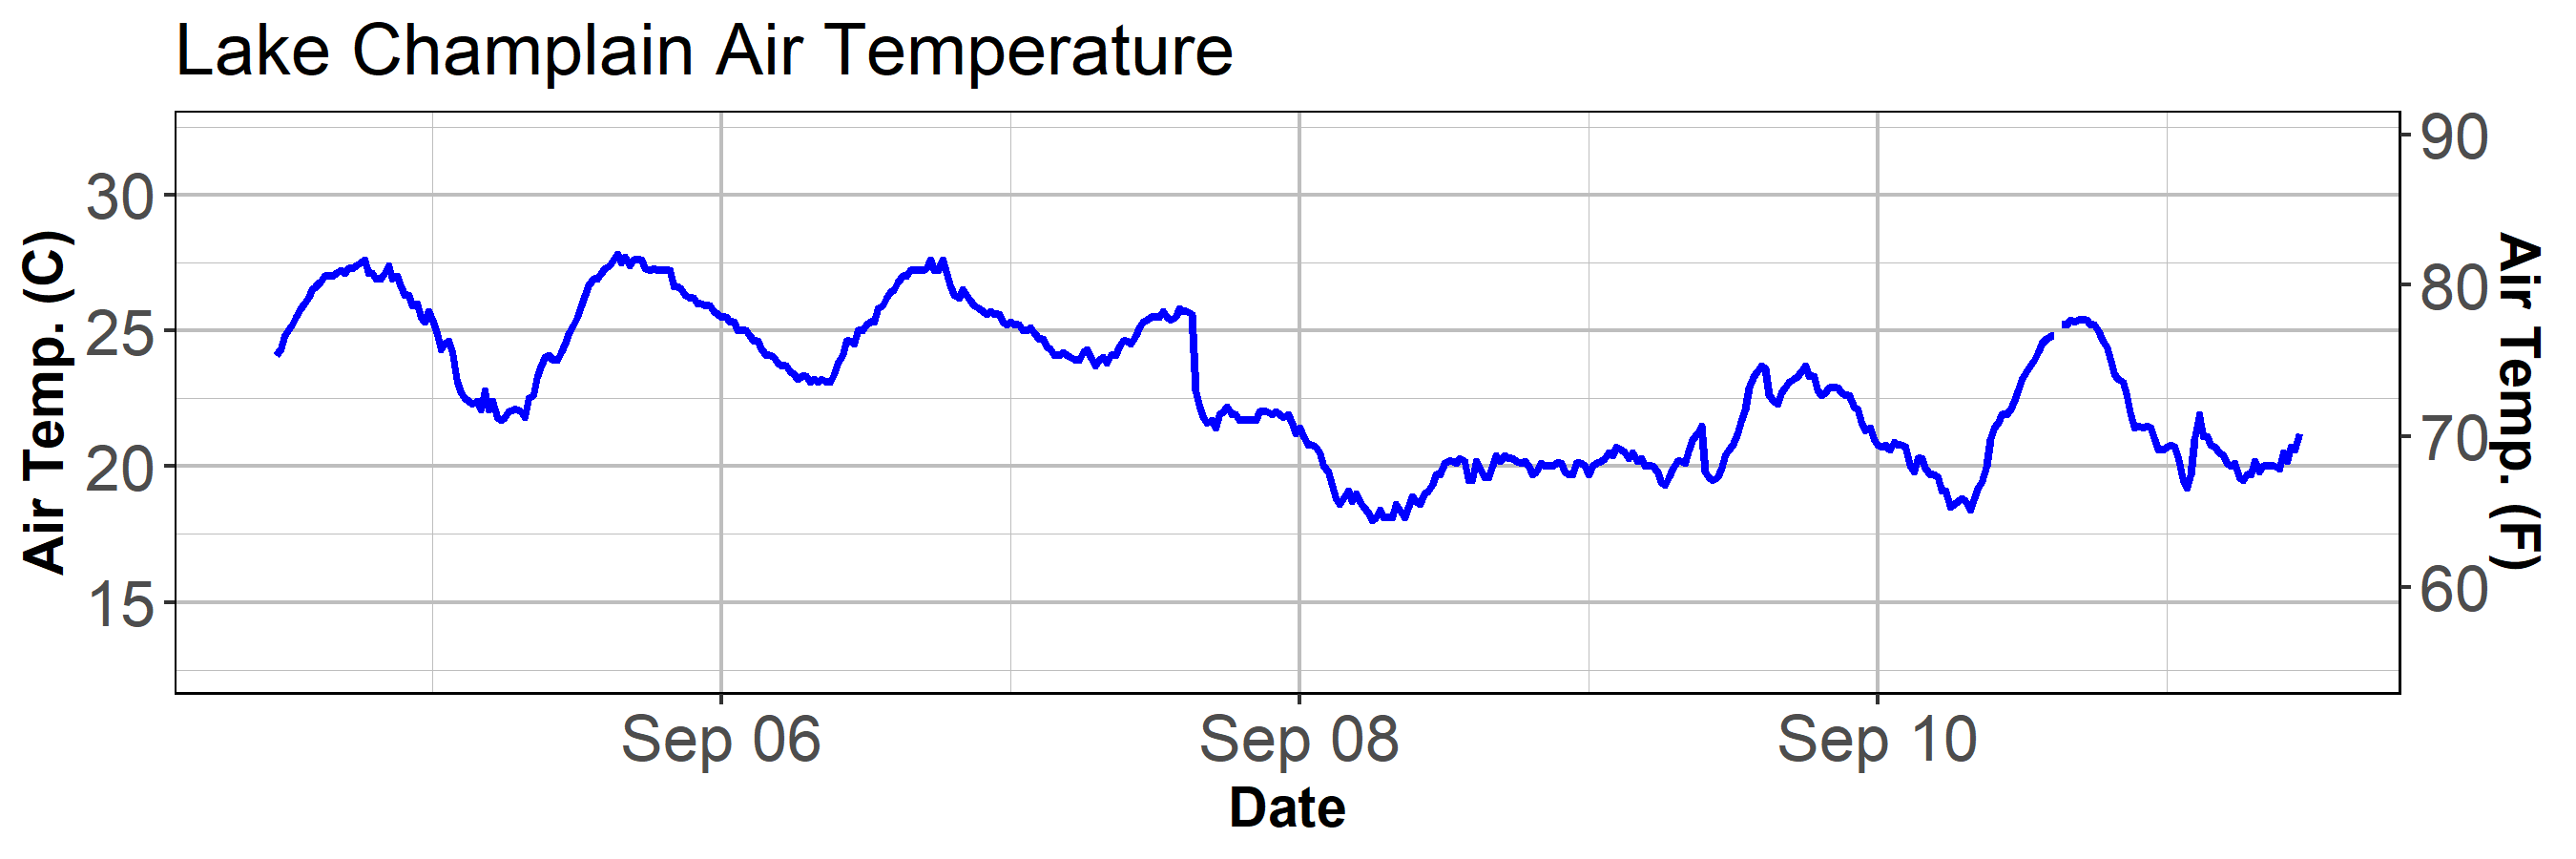 Lake Champlain Air Temperature
Air Temp. (C)
30
25
20
15
90
80
70
60
Air Temp. (F)
Sep 06
Sep 08
Sep 10
Date